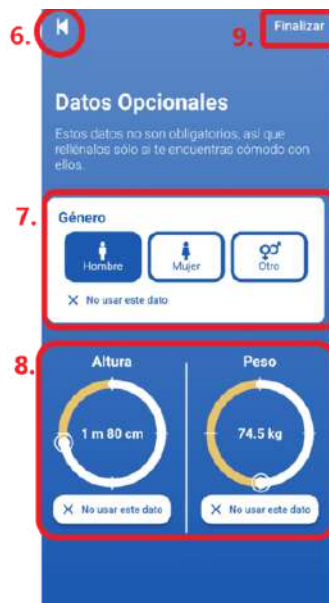 6.
9. Finalizar
Datos Opcionales
Estos datos no son obligatorios, así que
rellénalos sólo si te encuentras cómodo con
ellos.
7.
Género
Hombre
Mujer
Otro
X No usar este dato
8.
Altura
1 m 80 cm
X No usar este dato
Peso
74.5 kg
X No usar este dato